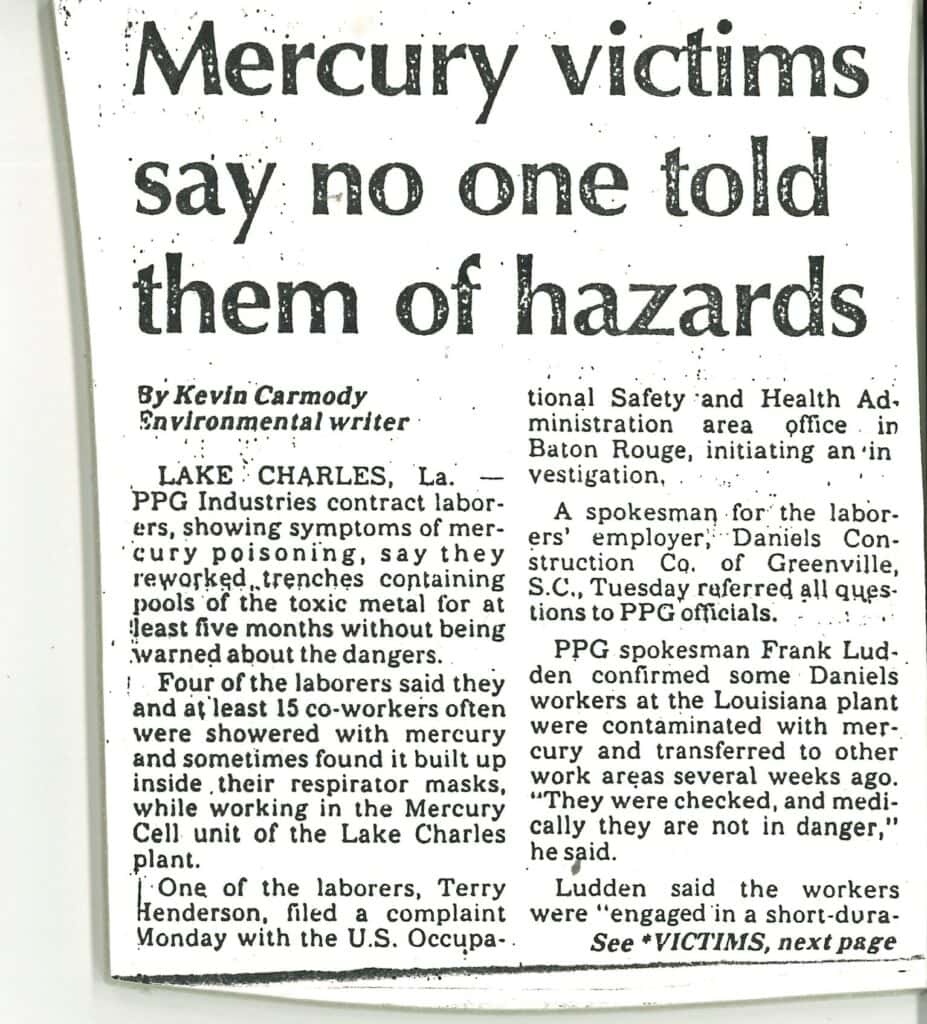 Mercury victims
say no one told
them of hazards
By Kevin Carmody
Environmental writer
LAKE CHARLES, La. —
PPG Industries contract labor-
ers, showing symptoms of mer-
cury poisoning, say they
reworked trenches containing
pools of the toxic metal for at
least five months without being
warned about the dangers.
Four of the laborers said they
and at least 15 co-workers often
were showered with mercury
and sometimes found it built up
inside their respirator masks,
while working in the Mercury
Cell unit of the Lake Charles
plant.
One of the laborers, Terry
Henderson, filed a complaint
Monday with the U.S. Occupa-
tional Safety and Health Ad-
ministration area office in
Baton Rouge, initiating an in
vestigation.
A spokesman for the labor-
ers' employer, Daniels Con-
struction Co. of Greenville,
S.C., Tuesday referred all ques-
tions to PPG officials.
PPG spokesman Frank Lud-
den confirmed some Daniels
workers at the Louisiana plant
were contaminated with mer-
cury and transferred to other
work areas several weeks ago.
"They were checked, and medi-
cally they are not in danger,"
he said.
Ludden said the workers
were "engaged in a short-dura-
See *VICTIMS, next page